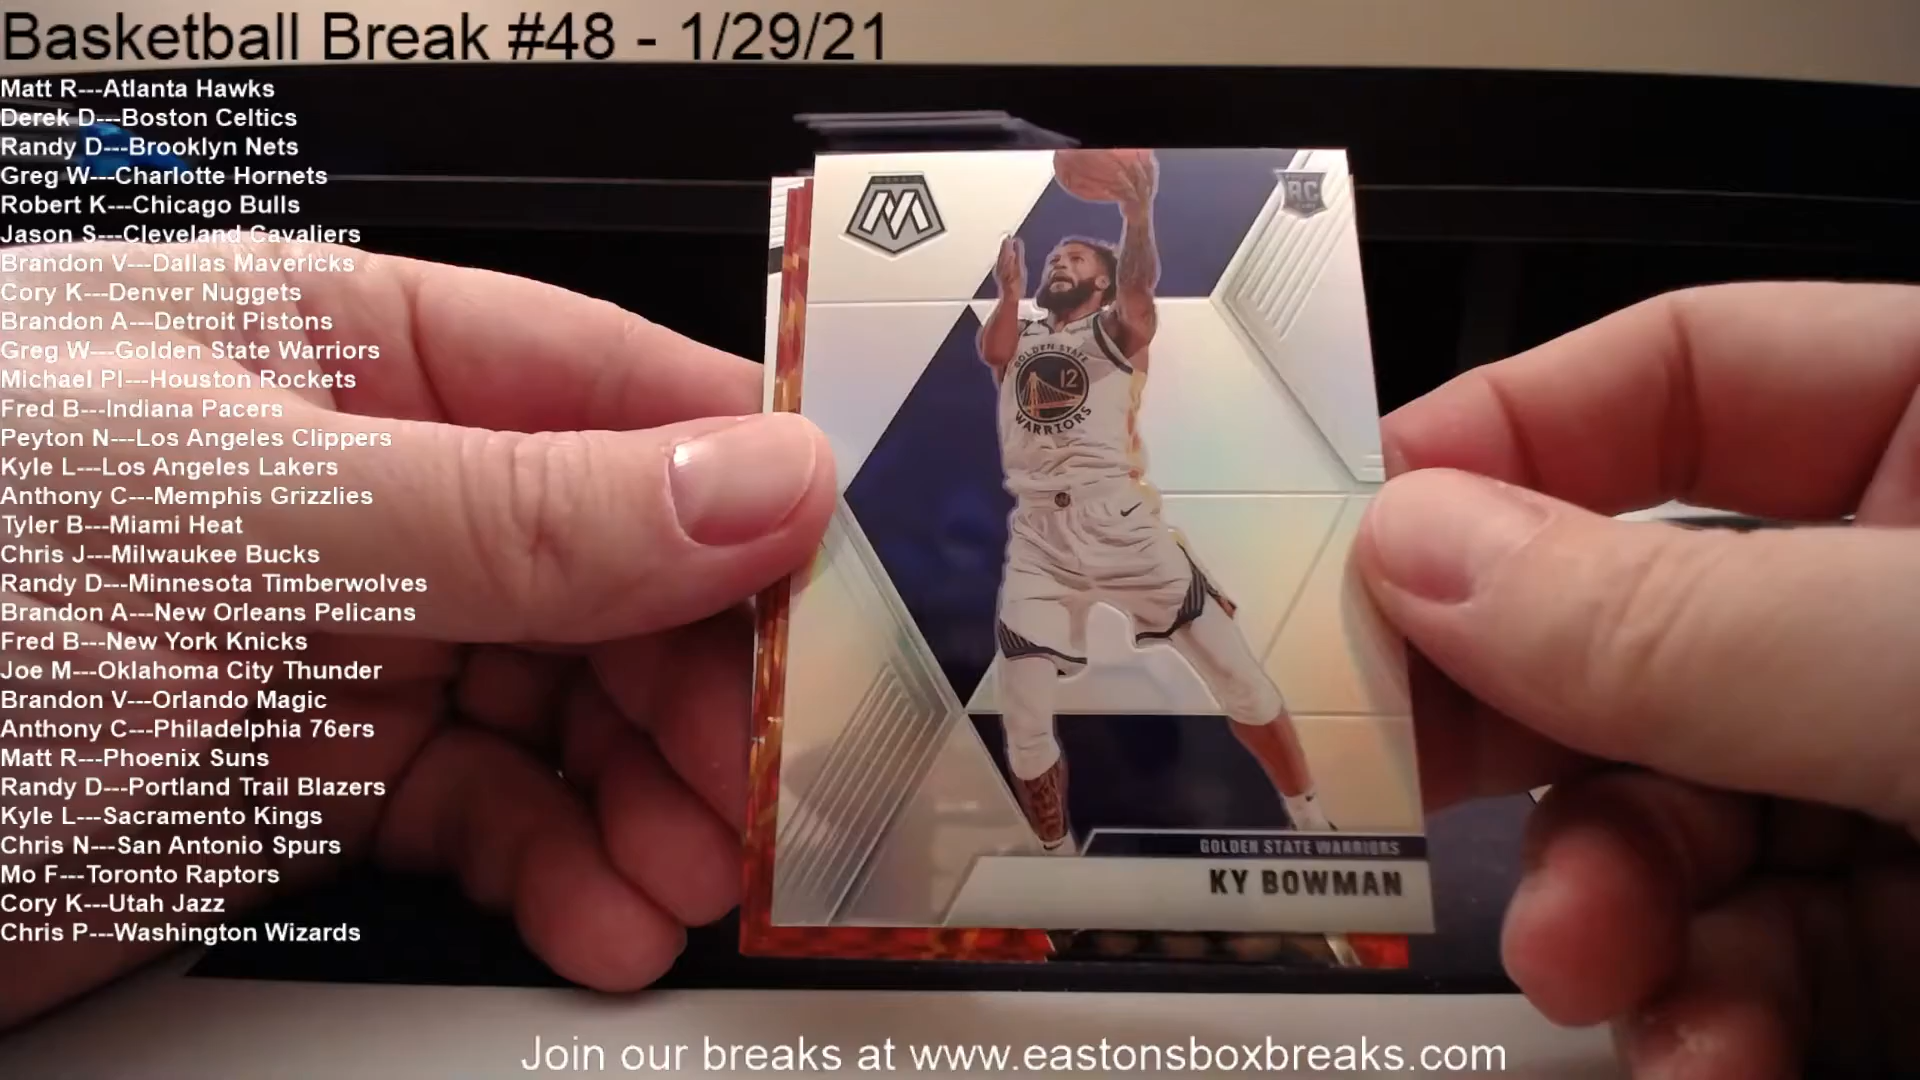 Basketball Break #48 - 1/29/21
Matt R---Atlanta Hawks
Derek D---Boston Celtics
Randy D---Brooklyn Nets
Greg W---Charlotte Hornets
Robert K---Chicago Bulls
Jason S---Cleveland Cavaliers
Brandon V---Dallas Mavericks
Cory K---Denver Nuggets
Brandon A---Detroit Pistons
Greg W---Golden State Warriors
Michael Pl---Houston Rockets
Fred B---Indiana Pacers
Peyton N---Los Angeles Clippers
Kyle L---Los Angeles Lakers
Anthony C---Memphis Grizzlies
Tyler B---Miami Heat
Chris J---Milwaukee Bucks
Randy D---Minnesota Timberwolves
Brandon A---New Orleans Pelicans
Fred B---New York Knicks
Joe M---Oklahoma City Thunder
Brandon V---Orlando Magic
Anthony C---Philadelphia 76ers
Matt R---Phoenix Suns
Randy D---Portland Trail Blazers
Kyle L---Sacramento Kings
Chris N---San Antonio Spurs
Mo F---Toronto Raptors
Cory K---Utah Jazz
Chris P---Washington Wizards
M
RC
GOLDEN STATE
12
WARRIORS
GOLDEN STATE WARRIORS
KY BOWMAN
Join our breaks at www.eastonsboxbreaks.com